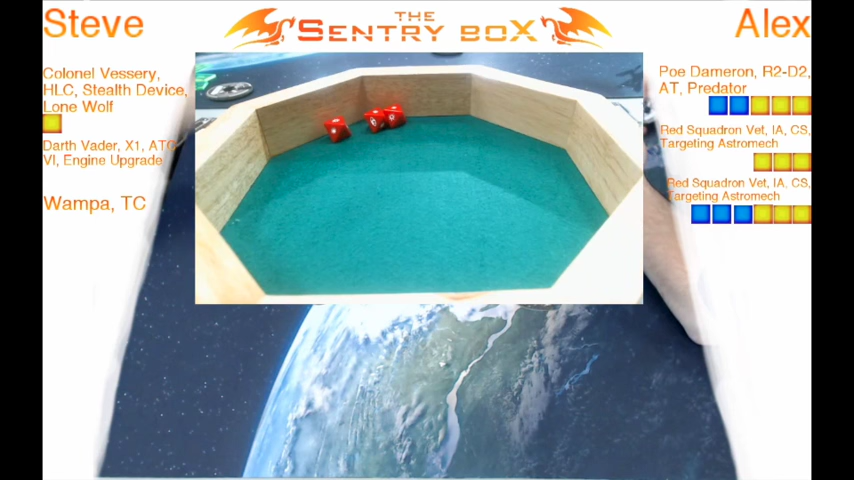 Steve
THE
SENTRY BOX
Alex
Colonel Vessery,
HLC, Stealth Device,
Lone Wolf
Darth Vader, X1, ATC
VI, Engine Upgrade
Wampa, TC
Poe Dameron, R2-D2,
AT, Predator
Red Squadron Vet, IA, CS,
Targeting Astromech
Red Squadron Vet, IA, CS,
Targeting Astromech